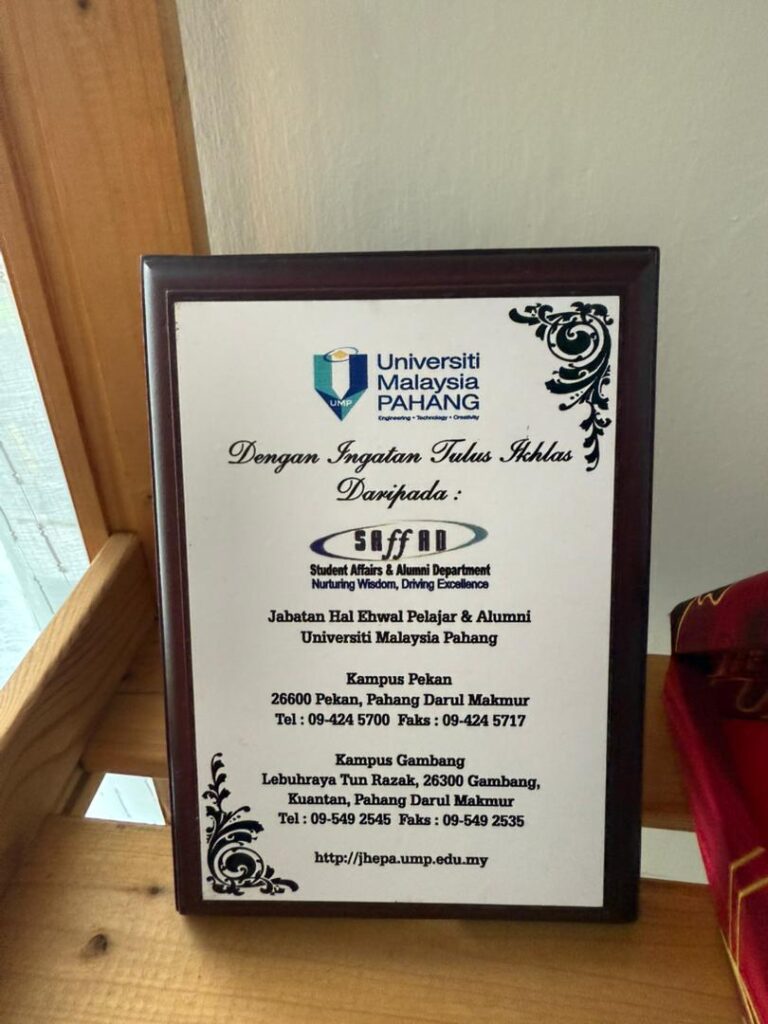 UMP
Universiti
Malaysia
PAHANG
Engineering • Technology • Creativity
Dengan Ingatan Tulus Ikhlas
Daripada :
SAffAD
Student Affairs & Alumni Department
Nurturing Wisdom, Driving Excellence
Jabatan Hal Ehwal Pelajar & Alumni
Universiti Malaysia Pahang
Kampus Pekan
26600 Pekan, Pahang Darul Makmur
Tel : 09-424 5700 Faks : 09-424 5717
Kampus Gambang
Lebuhraya Tun Razak, 26300 Gambang,
Kuantan, Pahang Darul Makmur
Tel : 09-549 2545 Faks : 09-549 2535
http://jhepa.ump.edu.my